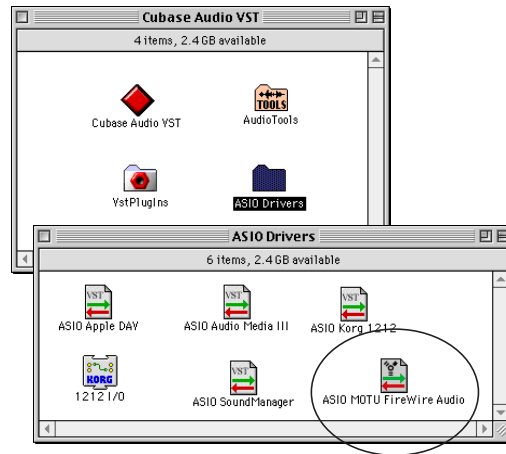 Cubase Audio VST
4 items, 2.4 GB available
TOOLS
Cubase Audio VST
AudioTools
VstPlugIns
ASIO Drivers
ASIO Drivers
6 items, 2.4 GB available
VST
VST
VST
ASIO Apple DAV
ASIO Audio Media III
ASIO Korg 1212
KORG
VST
1212 I/O
ASIO SoundManager
ASIO MOTU FireWire Audio